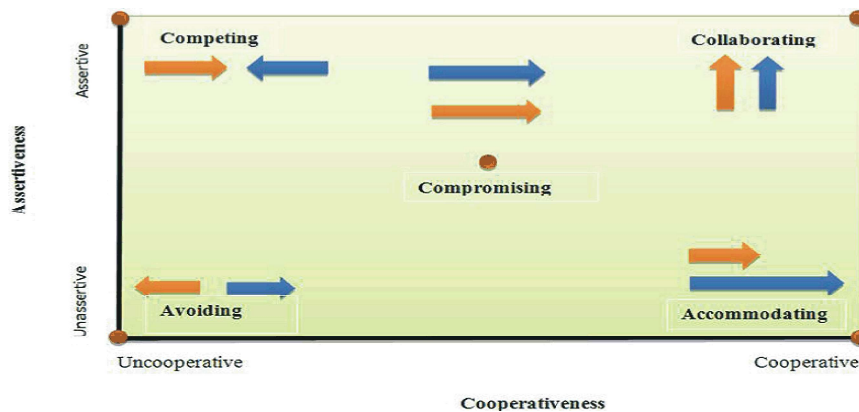 Competing
Collaborating
Assertive
Assertiveness
Compromising
Unassertive
Avoiding
Accommodating
Uncooperative
Cooperative
Cooperativeness